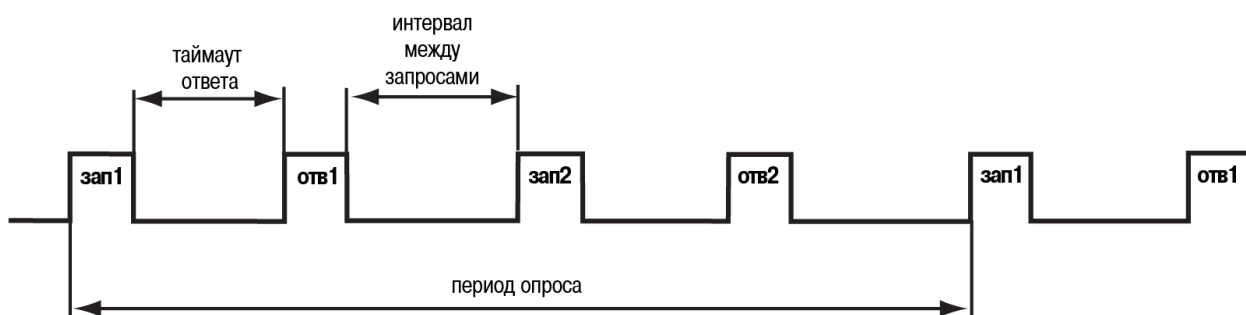 таймаут
ответа
интервал
между
запросами
зап1
отв1
зап2
отв2
зап1
отв1
период опроса